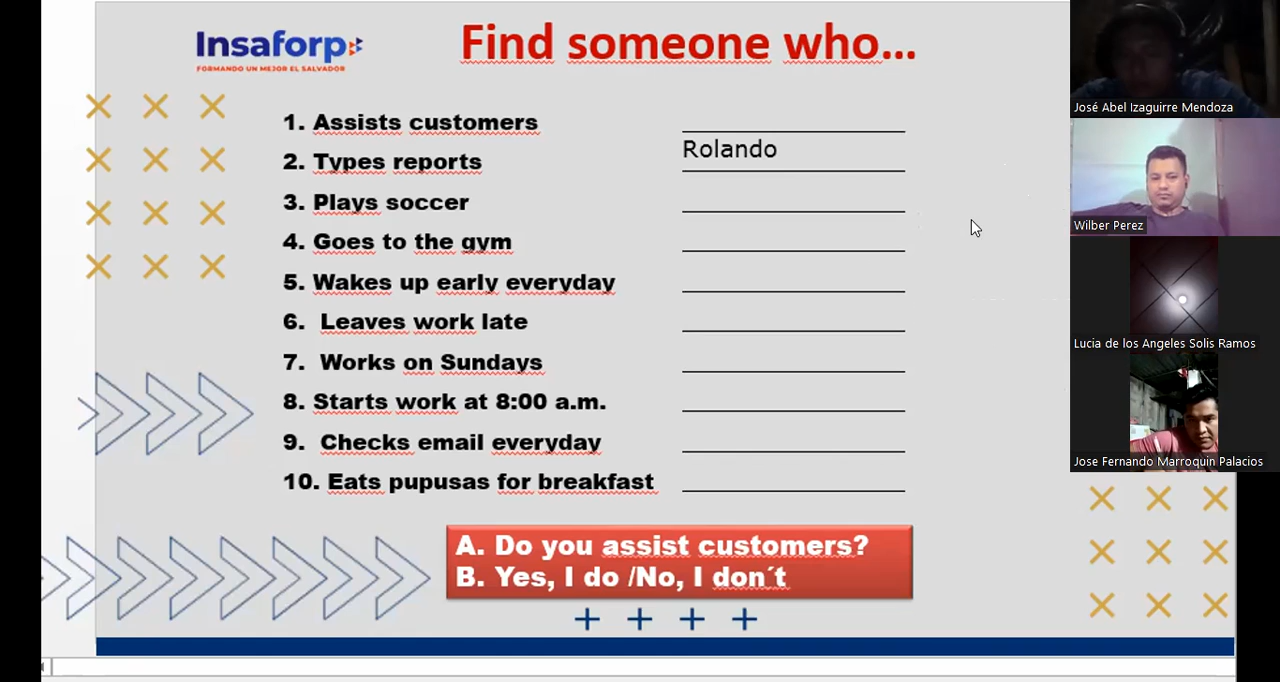 Insaforp
FORMANDO UN MEJOR EL SALVADOR
Find someone who...
1. Assists customers
Rolando
2. Types reports
3. Plays soccer
4. Goes to the gym
5. Wakes up early everyday
6. Leaves work late
7. Works on Sundays
8. Starts work at 8:00 a.m.
9. Checks email everyday
10. Eats pupusas for breakfast
A. Do you assist customers?
B. Yes, I do /No, I don´t
José Abel Izaguirre Mendoza
Wilber Perez
Lucia de los Angeles Solis Ramos
Jose Fernando Marroquin Palacios